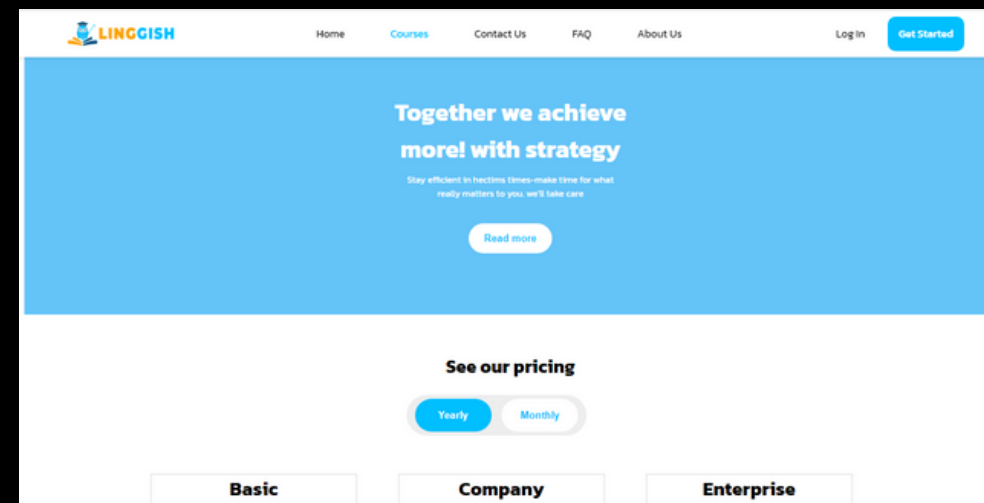 LINGGISH
Home Courses Contact Us FAQ About Us Log In Get Started
Together we achieve
more! with strategy
Stay efficient in hectims times-make time for what
really matters to you. we'll take care
Read more
See our pricing
Yearly Monthly
Basic Company Enterprise